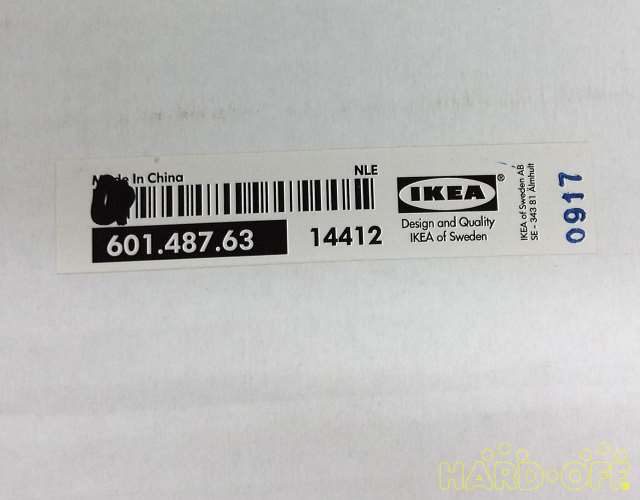 Made In China
NLE
601.487.63
14412
IKEA®
Design and Quality
IKEA of Sweden
IKEA of Sweden AB
SE - 343 81 Älmhult
0917
HARD·OFF